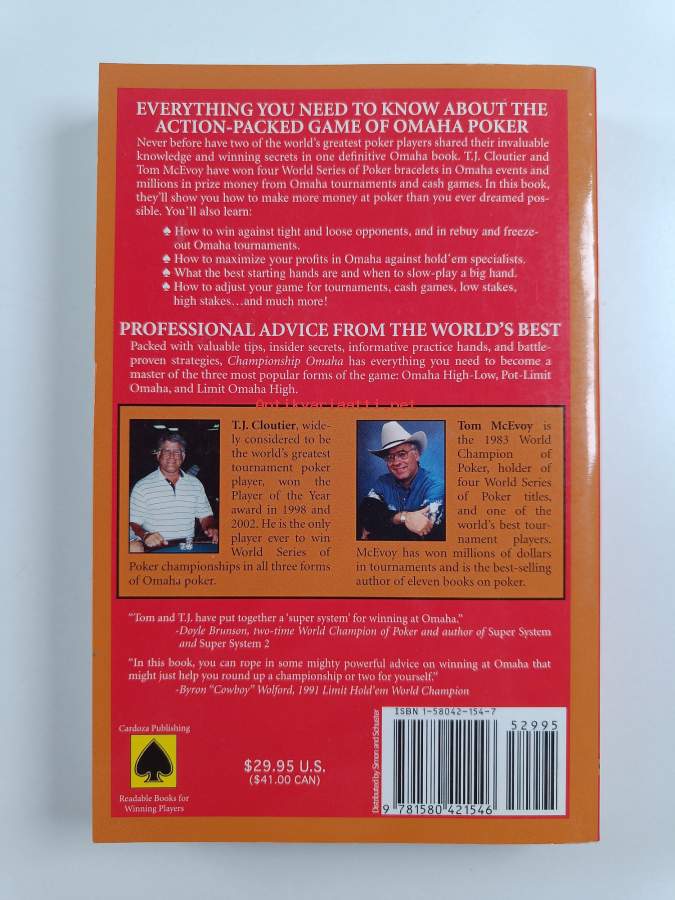 EVERYTHING YOU NEED TO KNOW ABOUT THE
ACTION-PACKED GAME OF OMAHA POKER
Never before have two of the world's greatest poker players shared their invaluable
knowledge and winning secrets in one definitive Omaha book. T.J. Cloutier and
Tom McEvoy have won four World Series of Poker bracelets in Omaha events and
millions in prize money from Omaha tournaments and cash games. In this book,
they'll show you how to make more money at poker than you ever dreamed pos-
sible. You'll also learn:
♠ How to win against tight and loose opponents, and in rebuy and freeze-
out Omaha tournaments.
♠ How to maximize your profits in Omaha against hold'em specialists.
♠ What the best starting hands are and when to slow-play a big hand.
♠ How to adjust your game for tournaments, cash games, low stakes,
high stakes...and much more!
PROFESSIONAL ADVICE FROM THE WORLD'S BEST
Packed with valuable tips, insider secrets, informative practice hands, and battle-
proven strategies, Championship Omaha has everything you need to become a
master of the three most popular forms of the game: Omaha High-Low, Pot-Limit
Omaha, and Limit Omaha High.
Antikvariaatti.net
T.J. Cloutier, wide-
ly considered to be
the world's greatest
tournament poker
player, won the
Player of the Year
award in 1998 and
2002. He is the only
player ever to win
World Series of
Poker championships in all three forms
of Omaha poker.
Tom McEvoy is
the 1983 World
Champion of
Poker, holder of
four World Series
of Poker titles,
and one of the
world's best tour-
nament players.
McEvoy has won millions of dollars
in tournaments and is the best-selling
author of eleven books on poker.
"Tom and T.J. have put together a 'super system' for winning at Omaha."
-Doyle Brunson, two-time World Champion of Poker and author of Super System
and Super System 2
"In this book, you can rope in some mighty powerful advice on winning at Omaha that
might just help you round up a championship or two for yourself."
-Byron "Cowboy" Wolford, 1991 Limit Hold'em World Champion
Cardoza Publishing
Readable Books for
Winning Players
$29.95 U.S.
($41.00 CAN)
Distributed by Simon and Schuster
ISBN 1-58042-154-7
52995
9 781580 421546